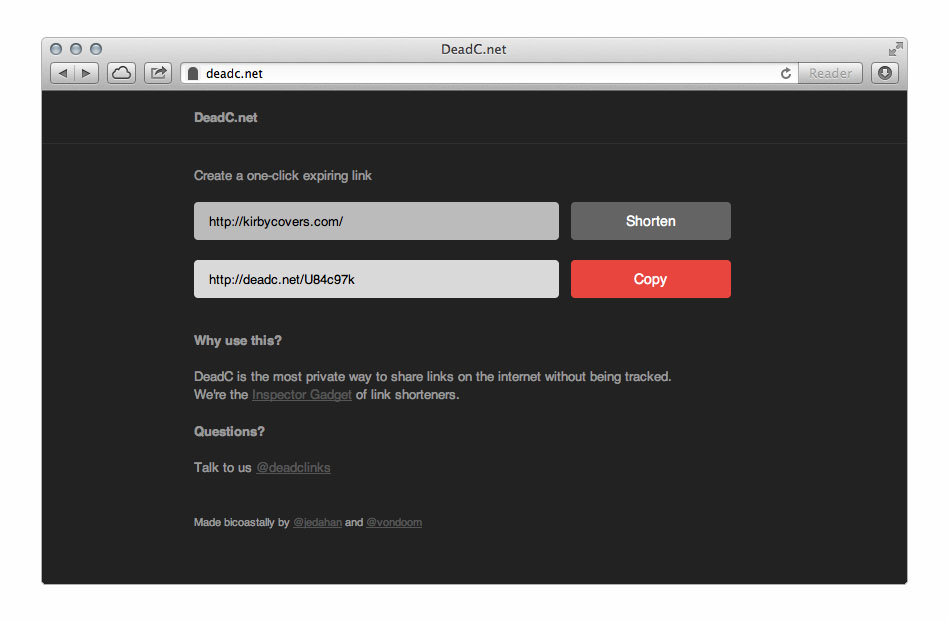 DeadC.net
deadc.net
Reader
DeadC.net
Create a one-click expiring link
http://kirbycovers.com/
Shorten
http://deadc.net/U84c97k
Copy
Why use this?
DeadC is the most private way to share links on the internet without being tracked.
We're the Inspector Gadget of link shorteners.
Questions?
Talk to us @deadclinks
Made bicoastally by @jedahan and @vondoom